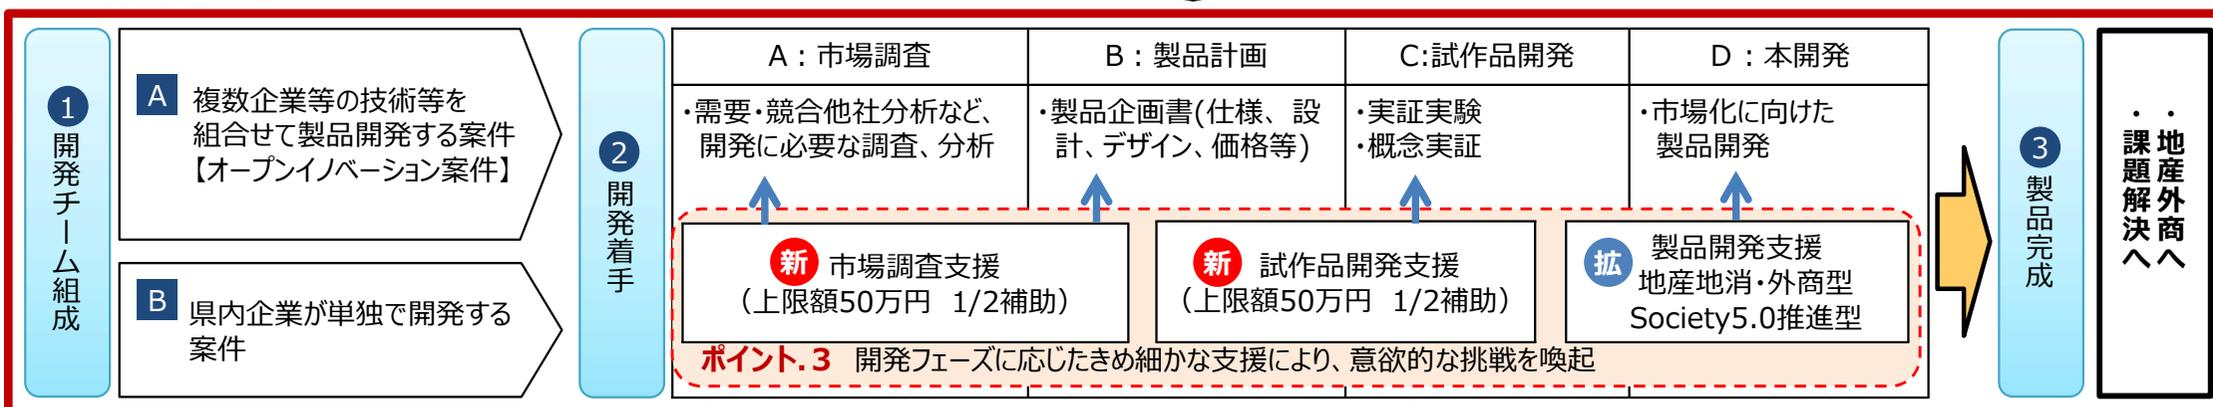 ❶開発チーム組成
A
複数企業等の技術等を
組合せて製品開発する案件
【オープンイノベーション案件】
B
県内企業が単独で開発する
案件
❷開発着手
A:市場調査
・需要・競合他社分析など、
開発に必要な調査、分析
B:製品計画
・製品企画書(仕様、設
計、デザイン、価格等)
C:試作品開発
・実証実験
・概念実証
D:本開発
・市場化に向けた
製品開発
新 市場調査支援
(上限額50万円 1/2補助)
新 試作品開発支援
(上限額50万円 1/2補助)
拡 製品開発支援
地産地消・外商型
Society5.0推進型
ポイント.3 開発フェーズに応じたきめ細かな支援により、意欲的な挑戦を喚起
❸製品完成
・地産外商へ
・課題解決へ